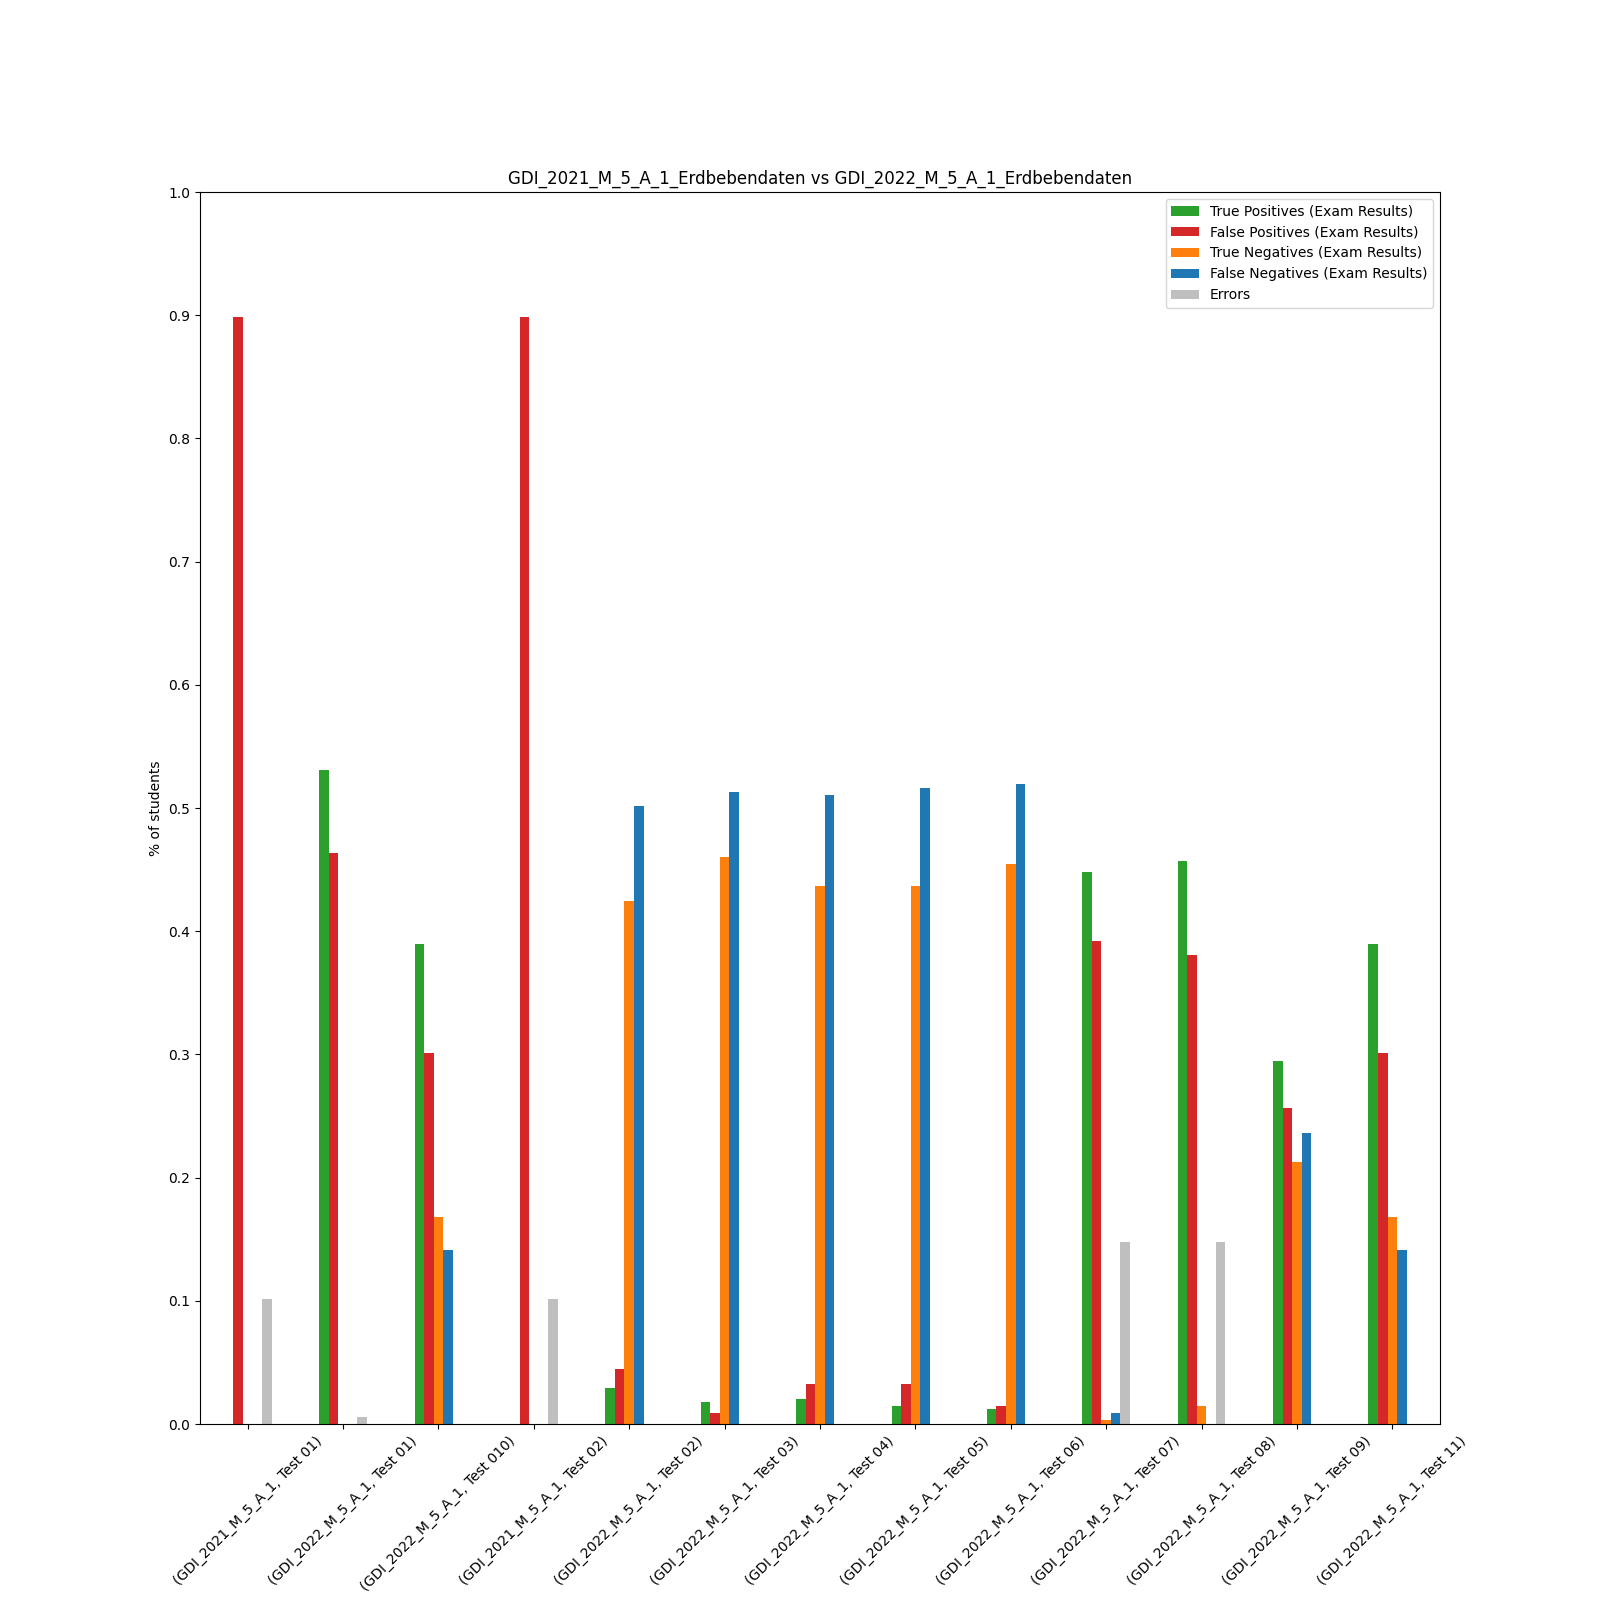 GDI_2021_M_5_A_1_Erdbebendaten vs GDI_2022_M_5_A_1_Erdbebendaten
True Positives (Exam Results)
False Positives (Exam Results)
True Negatives (Exam Results)
False Negatives (Exam Results)
Errors
% of students
1.0
0.9
0.8
0.7
0.6
0.5
0.4
0.3
0.2
0.1
0.0
(GDI_2021_M_5_A_1, Test 01)
(GDI_2022_M_5_A_1, Test 01)
(GDI_2022_M_5_A_1, Test 010)
(GDI_2021_M_5_A_1, Test 02)
(GDI_2022_M_5_A_1, Test 02)
(GDI_2022_M_5_A_1, Test 03)
(GDI_2022_M_5_A_1, Test 04)
(GDI_2022_M_5_A_1, Test 05)
(GDI_2022_M_5_A_1, Test 06)
(GDI_2022_M_5_A_1, Test 07)
(GDI_2022_M_5_A_1, Test 08)
(GDI_2022_M_5_A_1, Test 09)
(GDI_2022_M_5_A_1, Test 11)